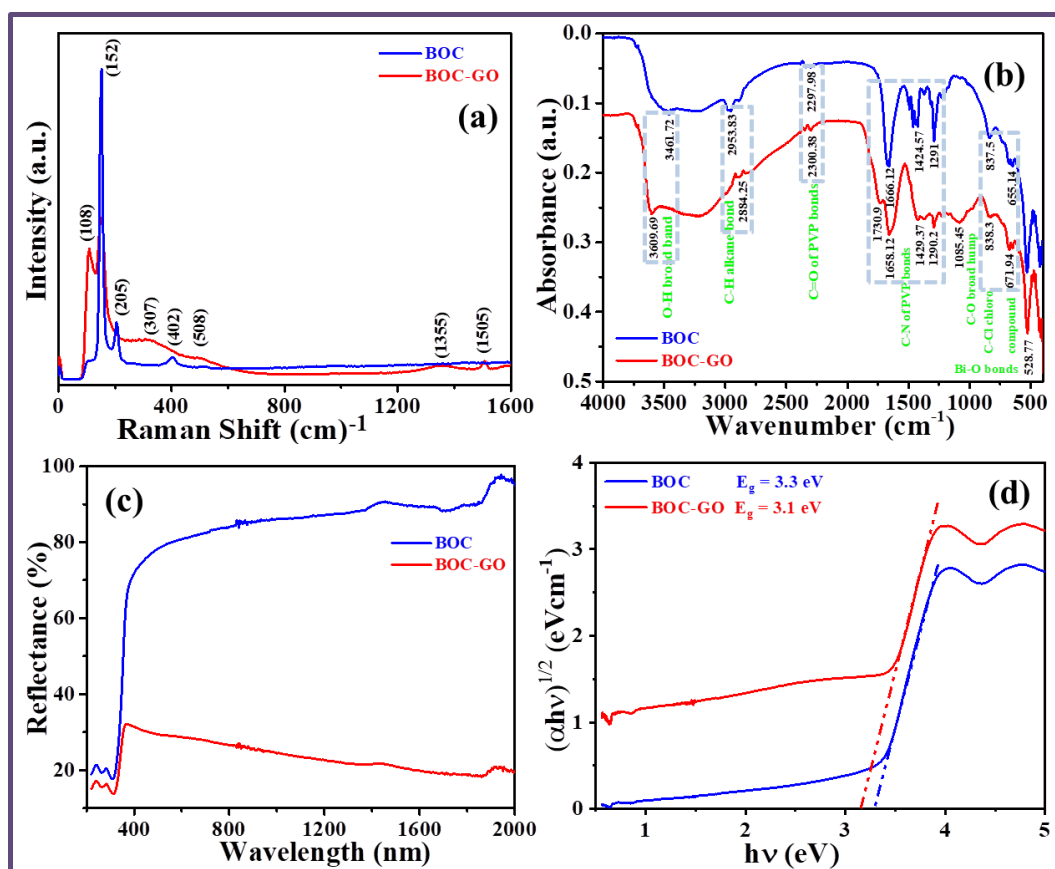 (a)
BOC
BOC-GO
(152)
(108)
(205)
(307)
(402)
(508)
(1355)
(1505)
Intensity (a.u.)
0
400
800
1200
1600
Raman Shift (cm)-1
(b)
0.0
0.1
0.2
0.3
0.4
0.5
Absorbance (a.u.)
3461.72
2953.83
2297.98
1666.12
1424.57
1291
837.5
655.14
3609.69
2884.25
2300.38
1730.9
1658.12
1429.37
1290.2
1085.45
838.3
671.94
528.77
O-H broad band
C-H alkane bond
C=O of PVP bonds
C-N of PVP bonds
C-O broad hump
C-Cl chloro
compound
Bi-O bonds
BOC
BOC-GO
4000
3000
2000
1000
500
Wavenumber (cm-1)
(c)
100
80
60
40
20
Reflectance (%)
BOC
BOC-GO
400
800
1200
1600
2000
Wavelength (nm)
(d)
BOC Eg = 3.3 eV
BOC-GO Eg = 3.1 eV
4
3
2
1
0
(αhν)1/2 (eVcm-1)
1
2
3
4
5
hν (eV)